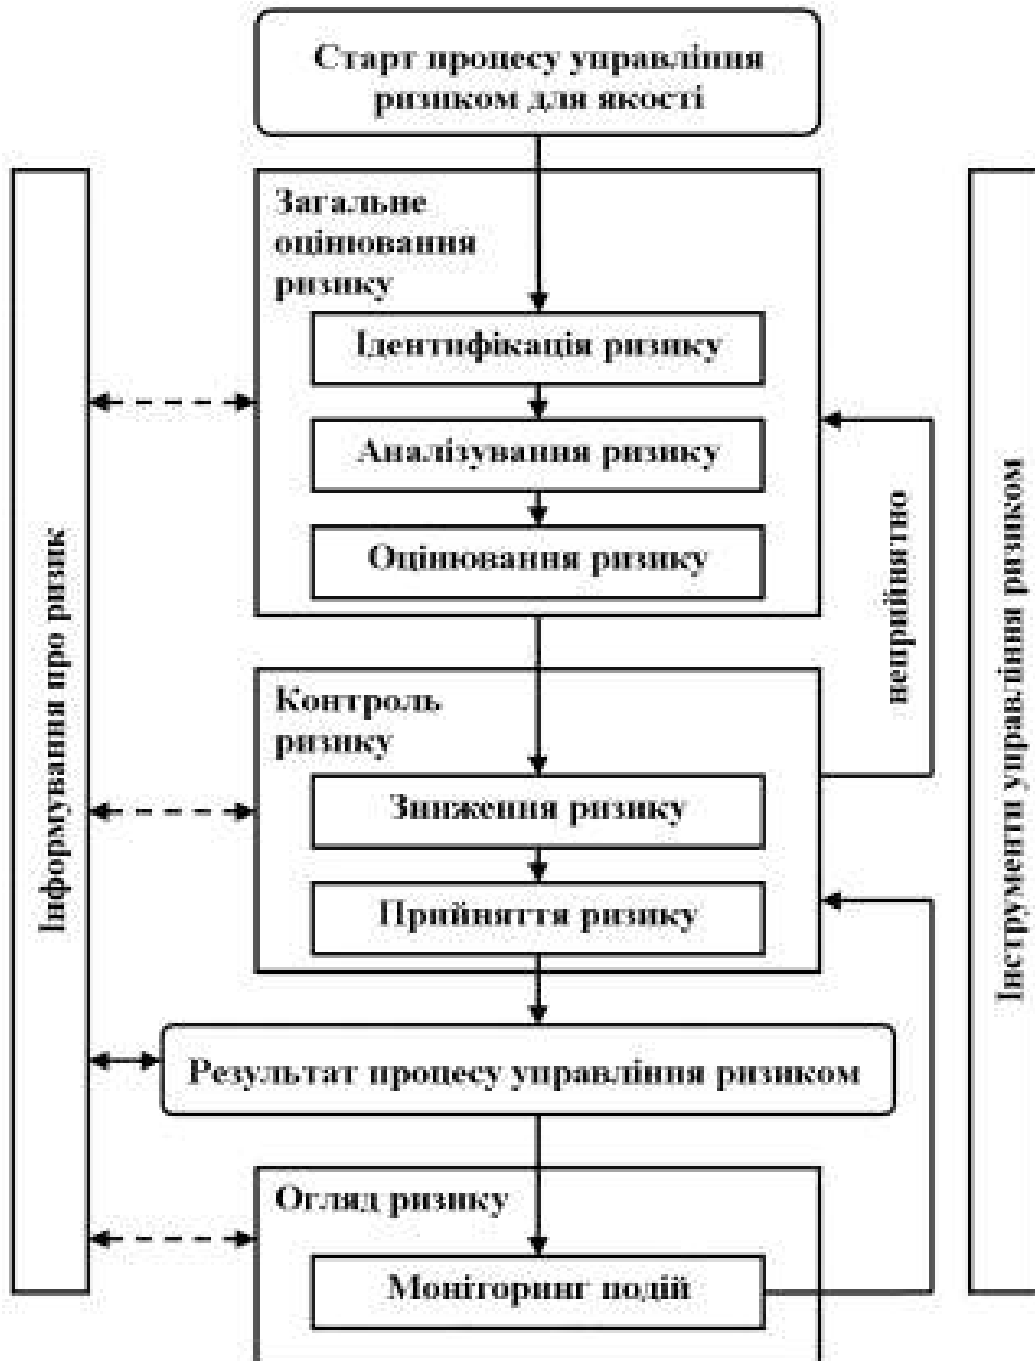 Старт процесу управління
ризиком для якості
Загальне
оцінювання
ризику
Ідентифікація ризику
Аналізування ризику
Оцінювання ризику
неприйнятно
Контроль
ризику
Зниження ризику
Прийняття ризику
Результат процесу управління ризиком
Огляд ризику
Моніторинг подій
Інформування про ризик
Інструменти управління ризиком